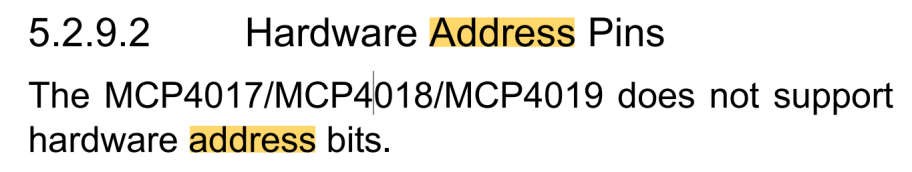 5.2.9.2 Hardware Address Pins
The MCP4017/MCP4018/MCP4019 does not support
hardware address bits.